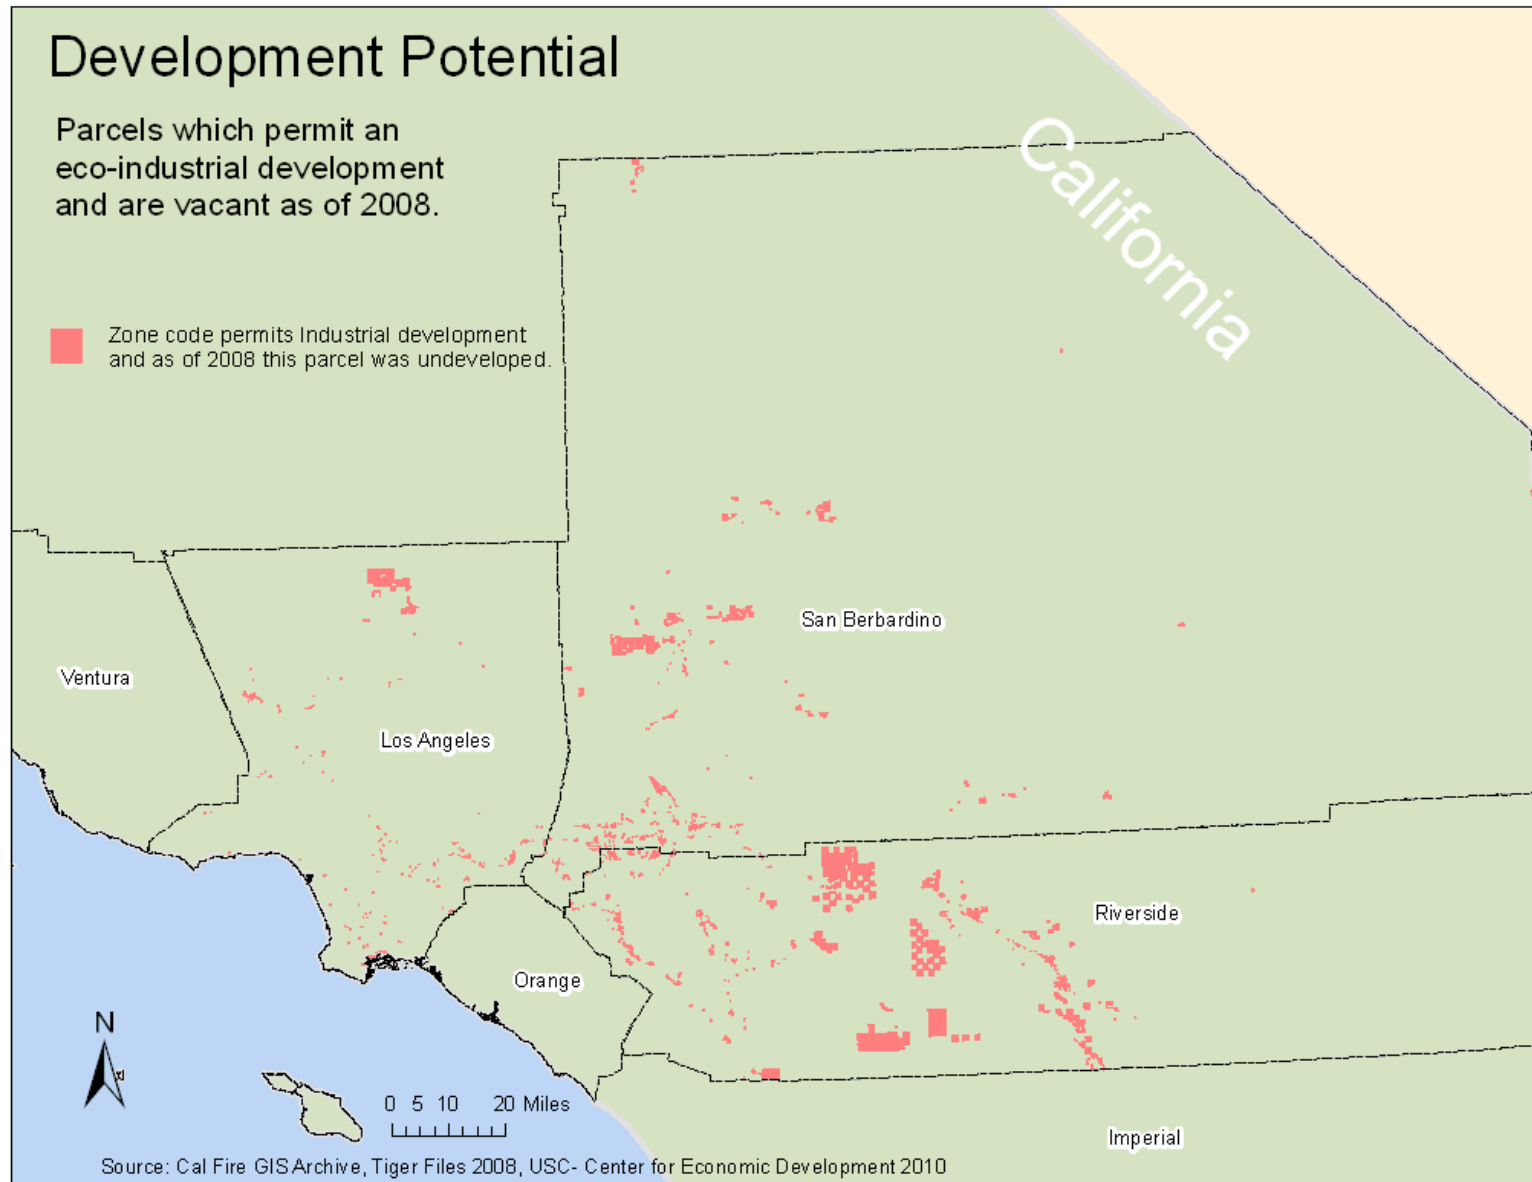 Development Potential
Parcels which permit an
eco-industrial development
and are vacant as of 2008.
California
Zone code permits Industrial development
and as of 2008 this parcel was undeveloped.
San Berbardino
Ventura
Los Angeles
Riverside
Orange
N
0 5 10 20 Miles
Imperial
Source: Cal Fire GIS Archive, Tiger Files 2008, USC- Center for Economic Development 2010